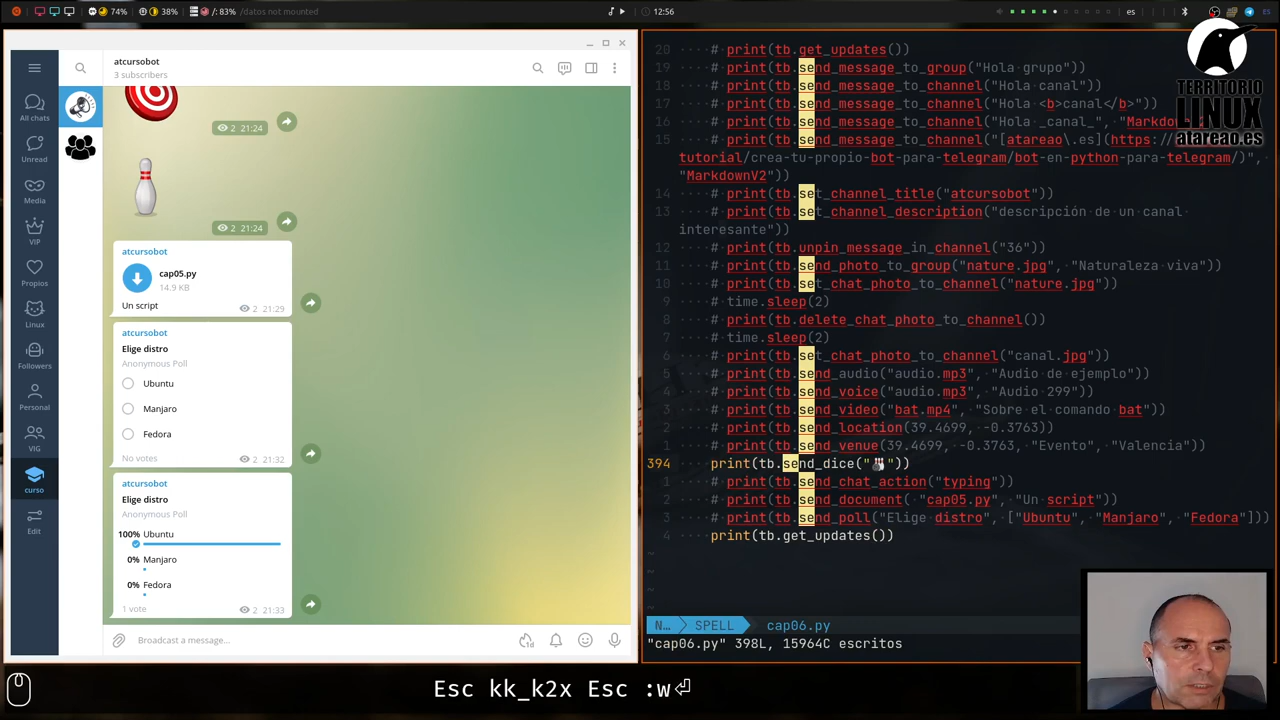 74% 38% /: 83% /datos not mounted
12:56
es ES
atcursobot
3 subscribers
2 21:24
2 21:24
atcursobot
cap05.py
14.9 KB
Un script
2 21:29
atcursobot
Elige distro
Anonymous Poll
Ubuntu
Manjaro
Fedora
No votes
2 21:32
atcursobot
Elige distro
Anonymous Poll
100% Ubuntu
0% Manjaro
0% Fedora
1 vote
2 21:33
Broadcast a message...
1d
All chats
Unread
Media
VIP
Propios
Linux
Followers
Personal
VIG
curso
Edit
20 ···· # print(tb.get_updates())
19 ···· # print(tb.send_message_to_group("Hola grupo"))
18 ···· # print(tb.send_message_to_channel("Hola canal"))
17 ···· # print(tb.send_message_to_channel("Hola <b>canal</b>"))
16 ···· # print(tb.send_message_to_channel("Hola _canal_", "Markdow
15 ···· # print(tb.send_message_to_channel("[atareao\.es](https:/
tutorial/crea-tu-propio-bot-para-telegram/bot-en-python-para-telegram/)",
"MarkdownV2"))
14 ···· # print(tb.set_channel_title("atcursobot"))
13 ···· # print(tb.set_channel_description("descripción de un canal
interesante"))
12 ···· # print(tb.unpin_message_in_channel("36"))
11 ···· # print(tb.send_photo_to_group("nature.jpg", "Naturaleza viva"))
10 ···· # print(tb.set_chat_photo_to_channel("nature.jpg"))
9 ···· # time.sleep(2)
8 ···· # print(tb.delete_chat_photo_to_channel())
7 ···· # time.sleep(2)
6 ···· # print(tb.set_chat_photo_to_channel("canal.jpg"))
5 ···· # print(tb.send_audio("audio.mp3", "Audio de ejemplo"))
4 ···· # print(tb.send_voice("audio.mp3", "Audio 299"))
3 ···· # print(tb.send_video("bat.mp4", "Sobre el comando bat"))
2 ···· # print(tb.send_location(39.4699, -0.3763))
1 ···· # print(tb.send_venue(39.4699, -0.3763, "Evento", "Valencia"))
394 ···· print(tb.send_dice("🎳"))
1 ···· # print(tb.send_chat_action("typing"))
2 ···· # print(tb.send_document( "cap05.py", "Un script"))
3 ···· # print(tb.send_poll("Elige distro", ["Ubuntu", "Manjaro", "Fedora"]))
4 ···· print(tb.get_updates())
~
~
~
N… SPELL cap06.py
"cap06.py" 398L, 15964C escritos
TERRITORIO
LINUX
atareao.es
Esc kk_k2x Esc :w⏎